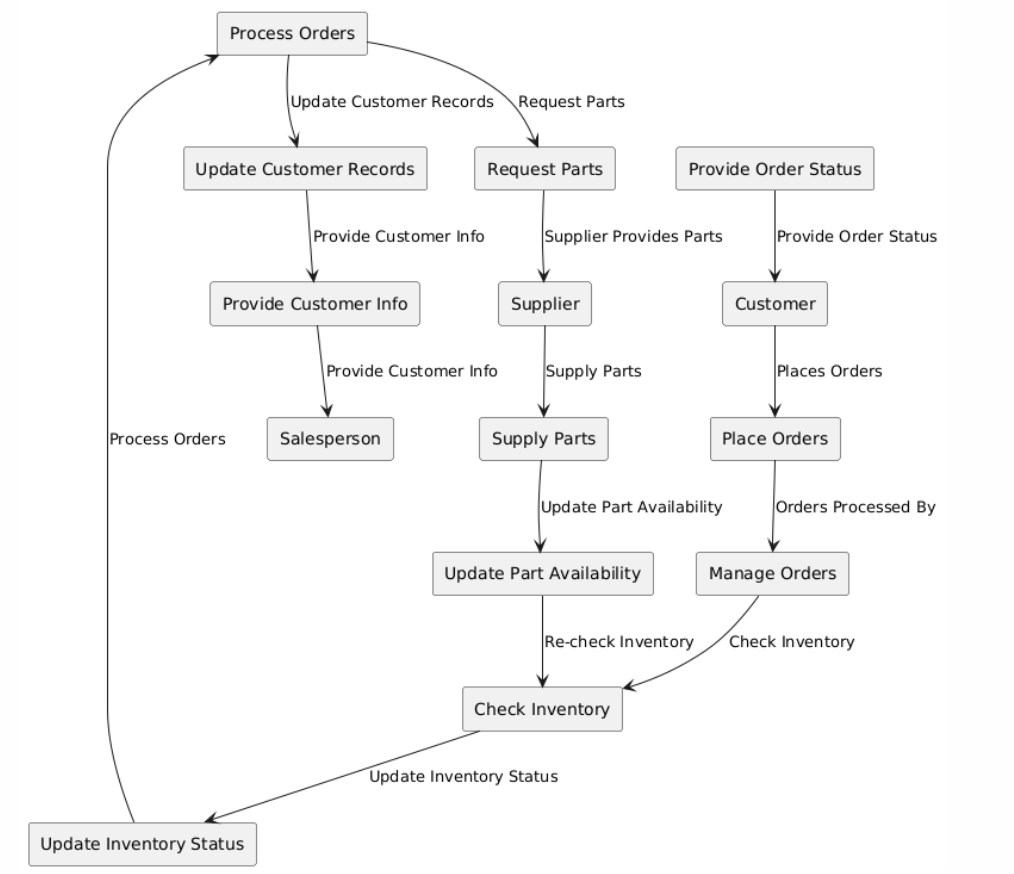 Process Orders
Update Customer Records
Request Parts
Update Customer Records
Request Parts
Provide Order Status
Provide Customer Info
Supplier Provides Parts
Provide Order Status
Provide Customer Info
Supplier
Customer
Provide Customer Info
Supply Parts
Places Orders
Process Orders
Salesperson
Supply Parts
Place Orders
Update Part Availability
Orders Processed By
Update Part Availability
Manage Orders
Re-check Inventory
Check Inventory
Check Inventory
Update Inventory Status
Update Inventory Status